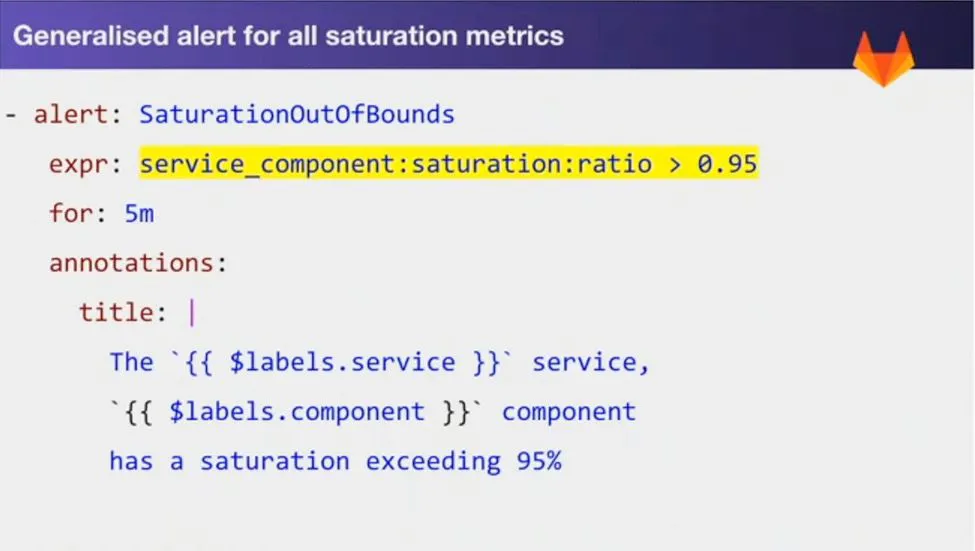 Generalised alert for all saturation metrics
- alert: SaturationOutOfBounds
expr: service_component:saturation:ratio > 0.95
for: 5m
annotations:
title: |
The `{{ $labels.service }}` service,
`{{ $labels.component }}` component
has a saturation exceeding 95%